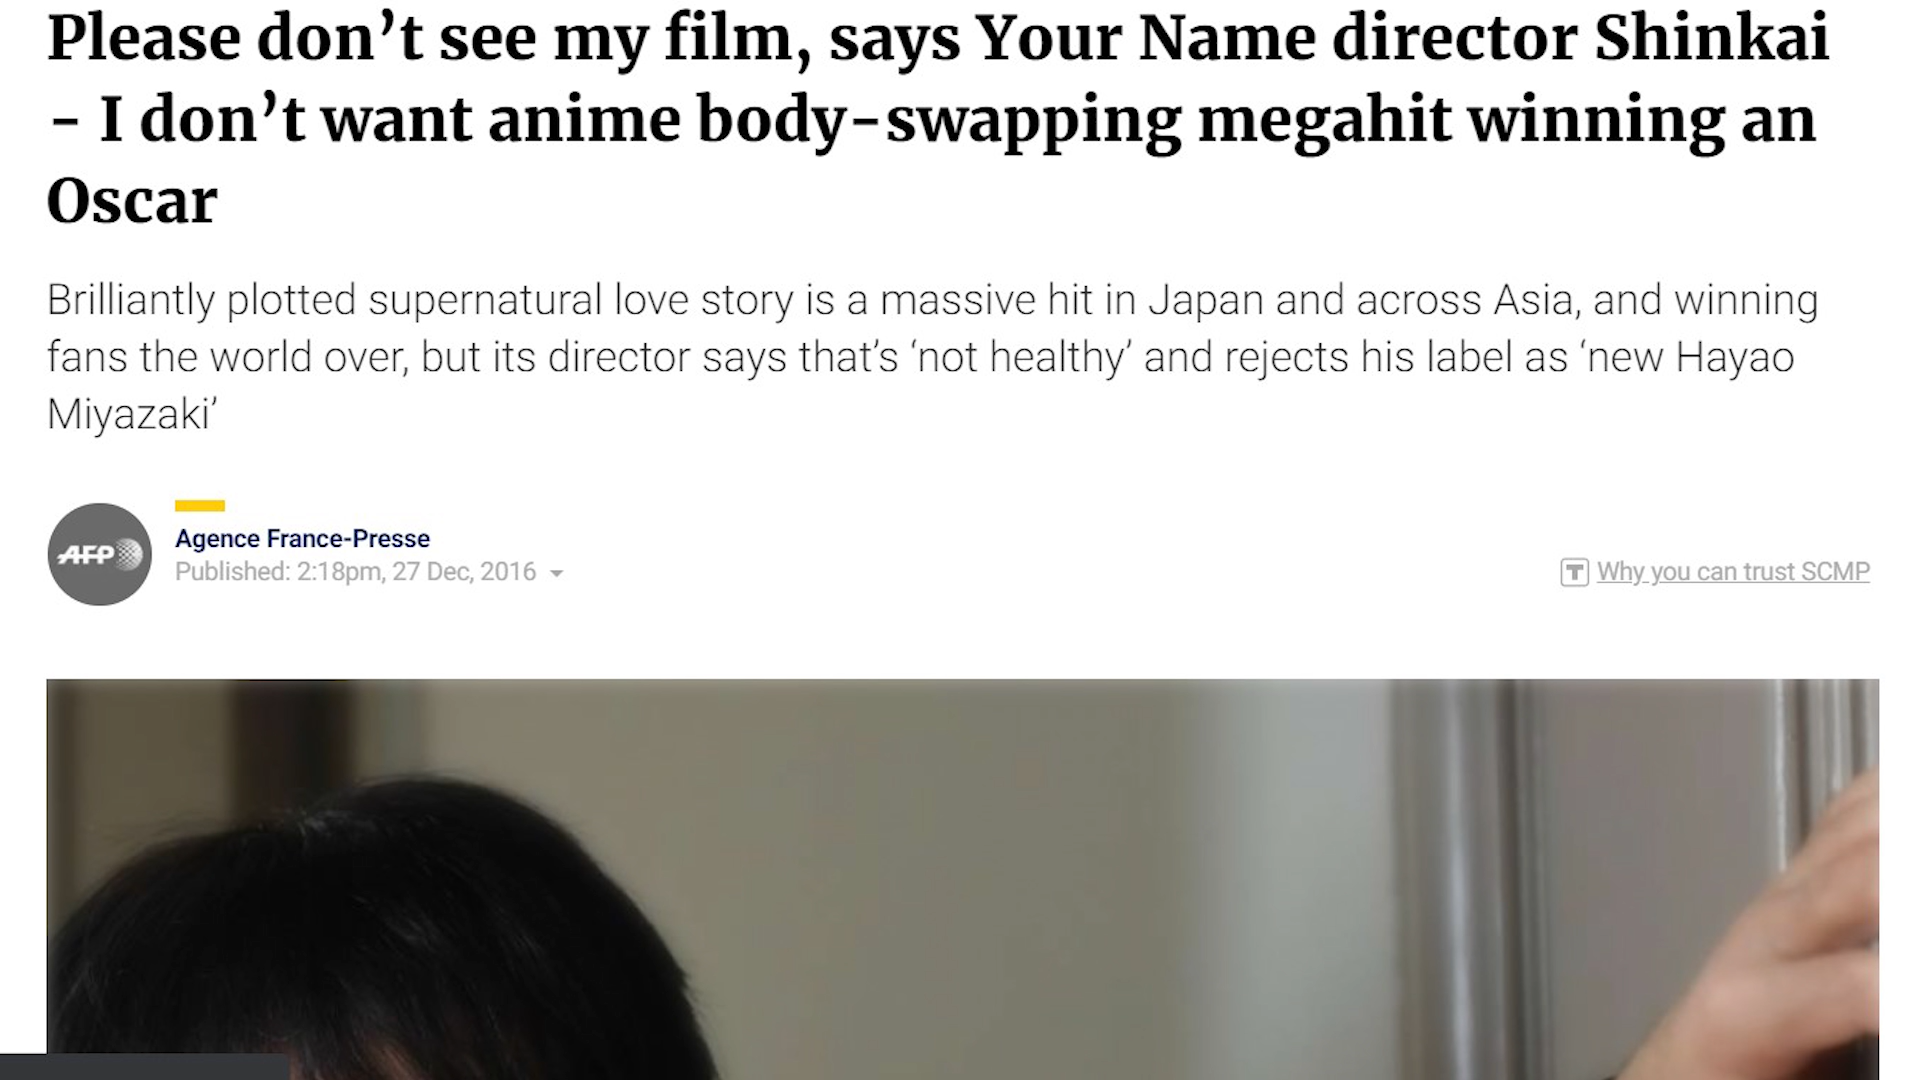 Please don’t see my film, says Your Name director Shinkai
- I don’t want anime body-swapping megahit winning an
Oscar
Brilliantly plotted supernatural love story is a massive hit in Japan and across Asia, and winning
fans the world over, but its director says that’s ‘not healthy’ and rejects his label as ‘new Hayao
Miyazaki’
AFP
Agence France-Presse
Published: 2:18pm, 27 Dec, 2016
T Why you can trust SCMP